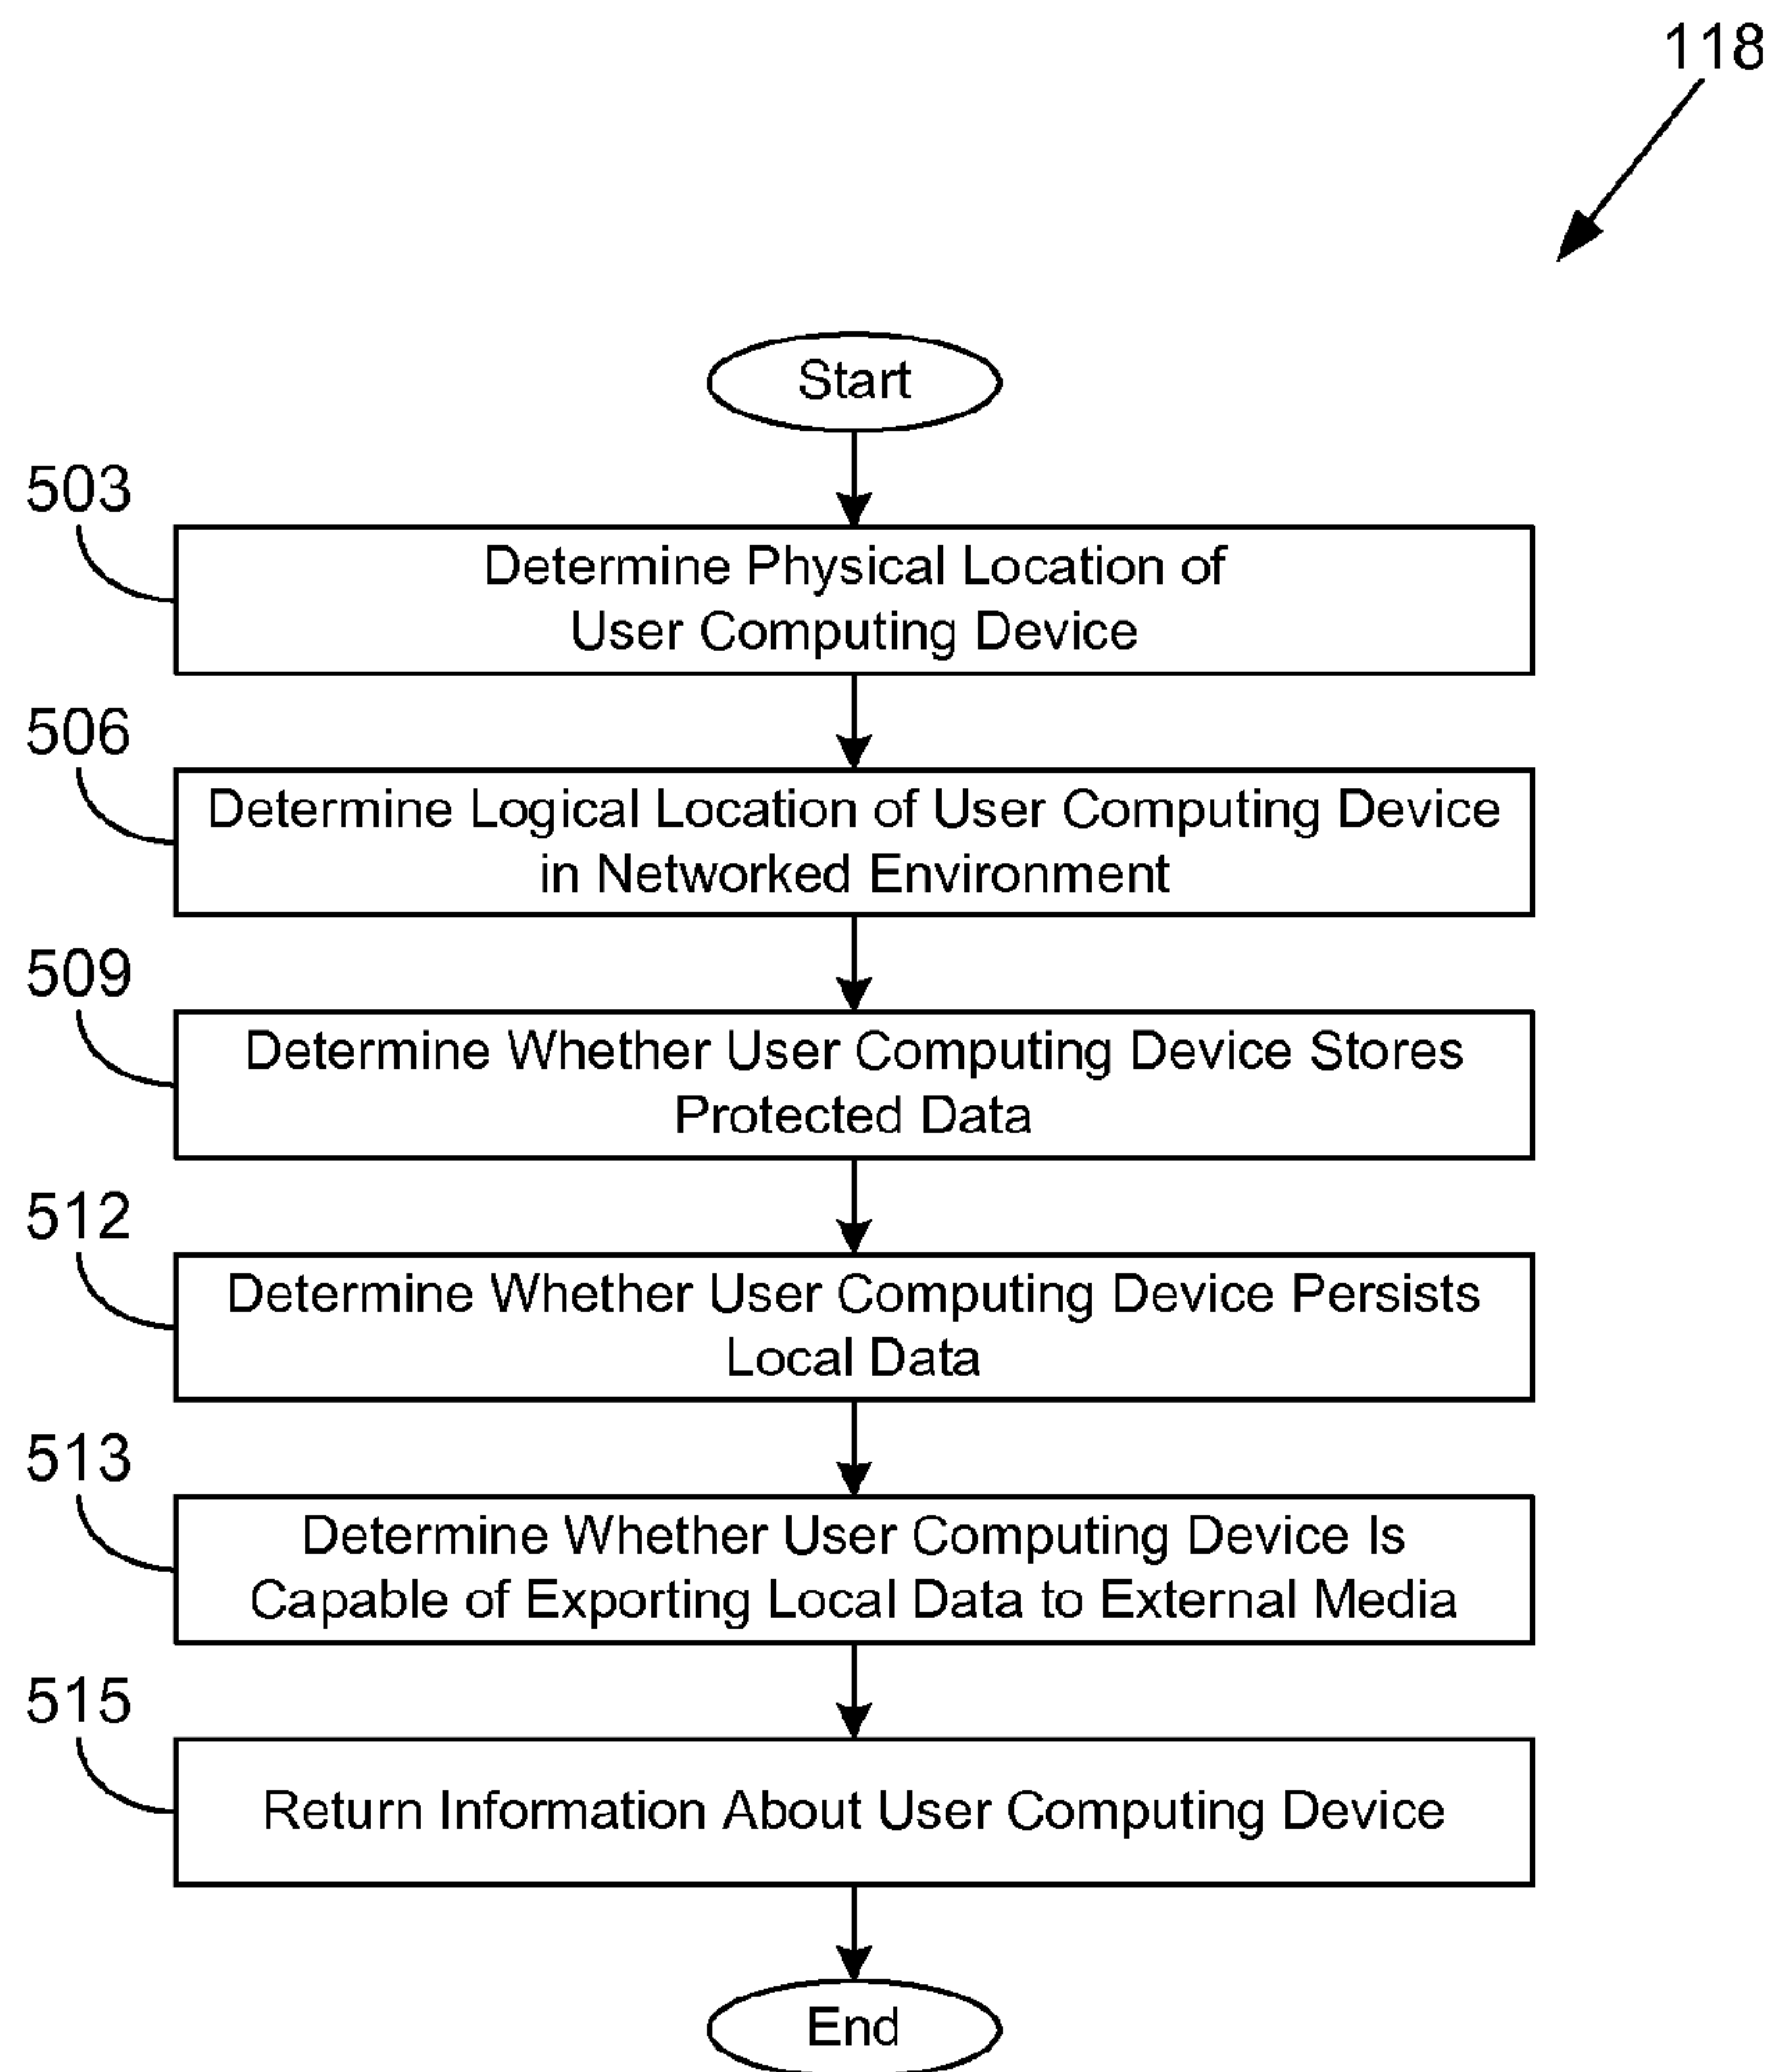 118
Start
503
Determine Physical Location of
User Computing Device
506
Determine Logical Location of User Computing Device
in Networked Environment
509
Determine Whether User Computing Device Stores
Protected Data
512
Determine Whether User Computing Device Persists
Local Data
513
Determine Whether User Computing Device Is
Capable of Exporting Local Data to External Media
515
Return Information About User Computing Device
End